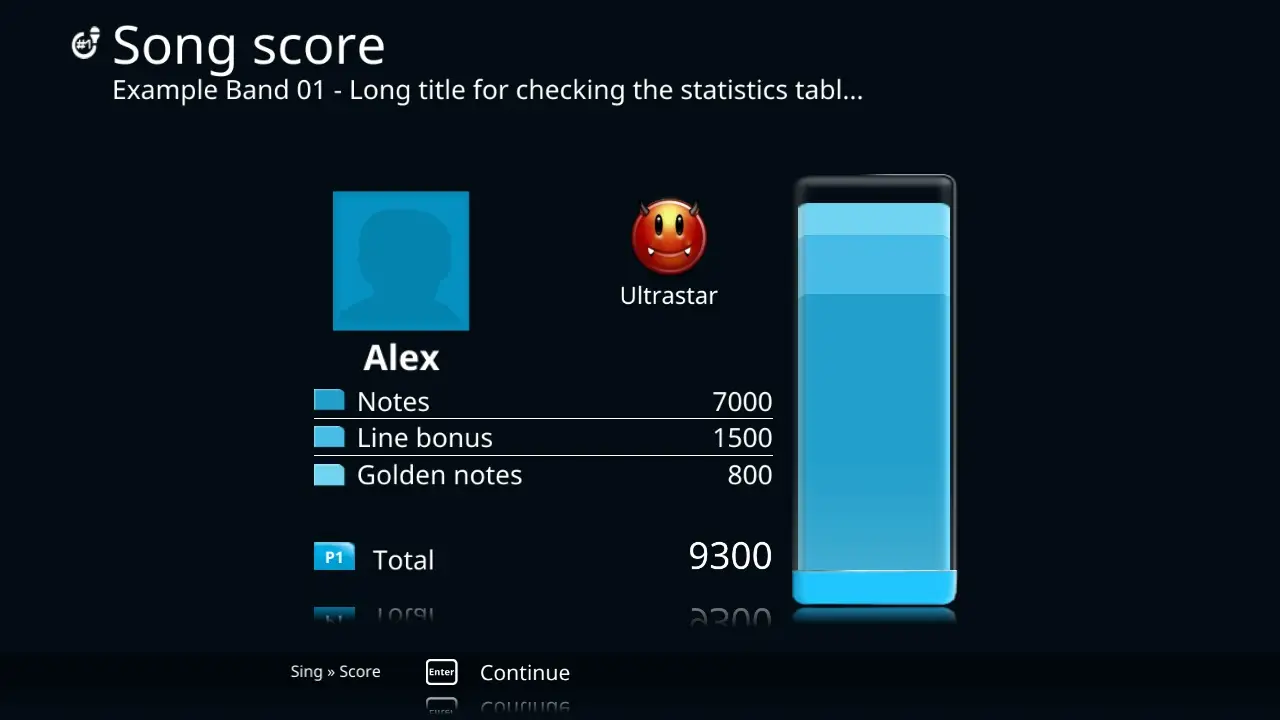 #1
Song score
Example Band 01 - Long title for checking the statistics tabl...
Ultrastar
Alex
Notes 7000
Line bonus 1500
Golden notes 800
P1 Total 9300
Sing » Score Enter Continue